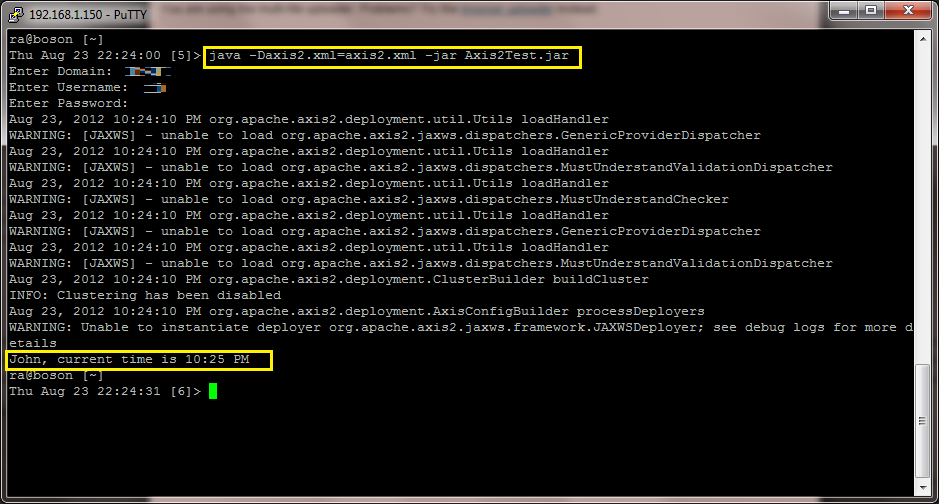 192.168.1.150 - PuTTY
ra@boson [~]
Thu Aug 23 22:24:00 [5]> java -Daxis2.xml=axis2.xml -jar Axis2Test.jar
Enter Domain:
Enter Username:
Enter Password:
Aug 23, 2012 10:24:10 PM org.apache.axis2.deployment.util.Utils loadHandler
WARNING: [JAXWS] - unable to load org.apache.axis2.jaxws.dispatchers.GenericProviderDispatcher
Aug 23, 2012 10:24:10 PM org.apache.axis2.deployment.util.Utils loadHandler
WARNING: [JAXWS] - unable to load org.apache.axis2.jaxws.dispatchers.MustUnderstandValidationDispatcher
Aug 23, 2012 10:24:10 PM org.apache.axis2.deployment.util.Utils loadHandler
WARNING: [JAXWS] - unable to load org.apache.axis2.jaxws.dispatchers.MustUnderstandChecker
Aug 23, 2012 10:24:10 PM org.apache.axis2.deployment.util.Utils loadHandler
WARNING: [JAXWS] - unable to load org.apache.axis2.jaxws.dispatchers.GenericProviderDispatcher
Aug 23, 2012 10:24:10 PM org.apache.axis2.deployment.util.Utils loadHandler
WARNING: [JAXWS] - unable to load org.apache.axis2.jaxws.dispatchers.MustUnderstandValidationDispatcher
Aug 23, 2012 10:24:10 PM org.apache.axis2.deployment.ClusterBuilder buildCluster
INFO: Clustering has been disabled
Aug 23, 2012 10:24:10 PM org.apache.axis2.deployment.AxisConfigBuilder processDeployers
WARNING: Unable to instantiate deployer org.apache.axis2.jaxws.framework.JAXWSDeployer; see debug logs for more d
etails
John, current time is 10:25 PM
ra@boson [~]
Thu Aug 23 22:24:31 [6]>